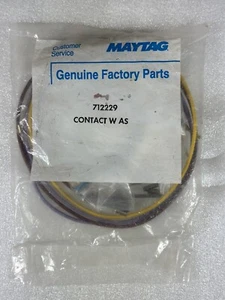 Customer
Service
MAYTAG
Genuine Factory Parts
712229
CONTACT W AS